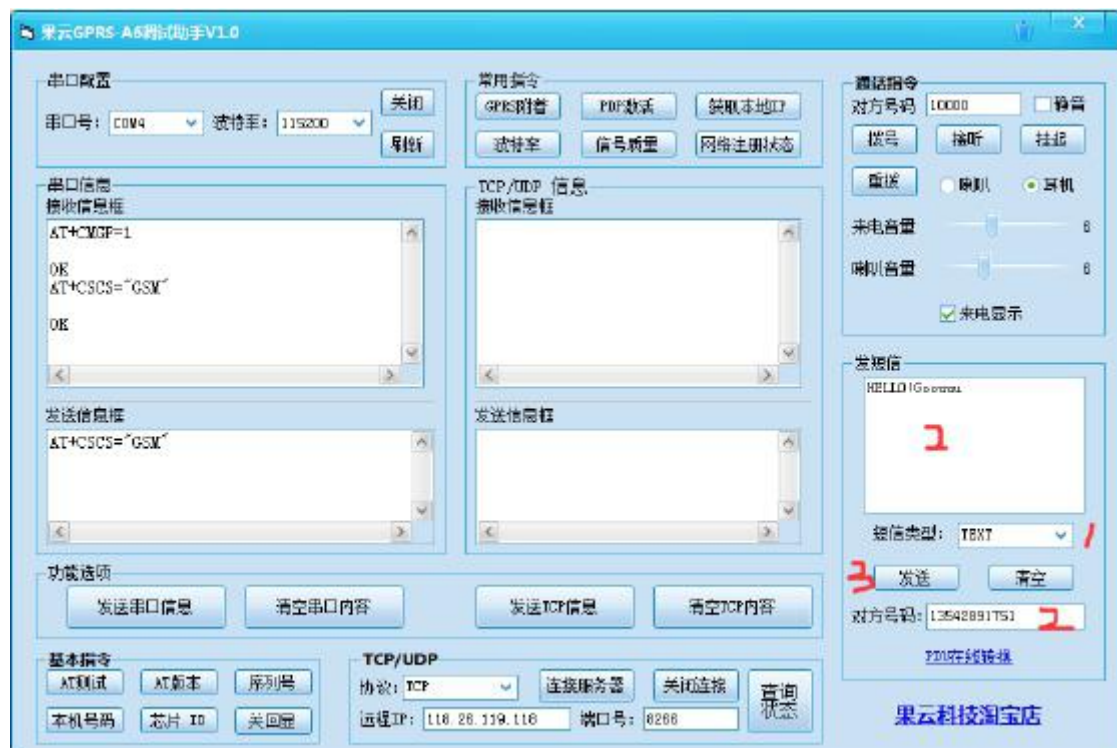 果云GPRS-A6调试助手V1.0
串口配置
串口号: COM4 波特率: 115200
关闭
刷新
常用指令
GPRS附着 PDP激活 获取本地IP
波特率 信号质量 网络注册状态
通话指令
对方号码 10000 静音
拨号 接听 挂起
重拨 喇叭 耳机
来电音量 6
喇叭音量 6
来电显示
串口信息
接收信息框
AT+CMGF=1
OK
AT+CSCS="GSM"
OK
发送信息框
AT+CSCS="GSM"
TCP/UDP 信息
接收信息框
发送信息框
发短信
2
短信类型: TEXT 1
3 发送 清空
对方号码: 13542891751 2
PDU在线转换
果云科技淘宝店
功能选项
发送串口信息 清空串口内容 发送TCP信息 清空TCP内容
基本指令
AT测试 AT版本 序列号
本机号码 芯片 ID 关回显
TCP/UDP
协议: TCP 连接服务器 关闭连接 查询状态
远程IP: 116.26.119.116 端口号: 8266